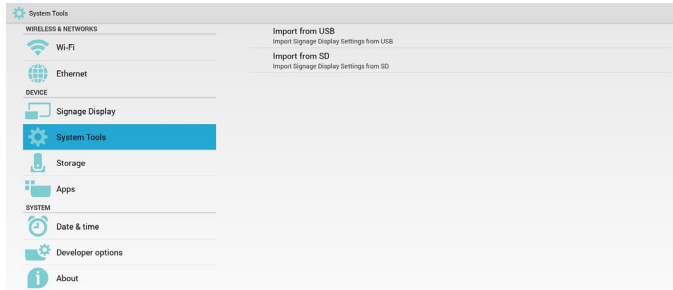 System Tools
WIRELESS & NETWORKS
Wi-Fi
Ethernet
DEVICE
Signage Display
System Tools
Storage
Apps
SYSTEM
Date & time
Developer options
About
Import from USB
Import Signage Display Settings from USB
Import from SD
Import Signage Display Settings from SD